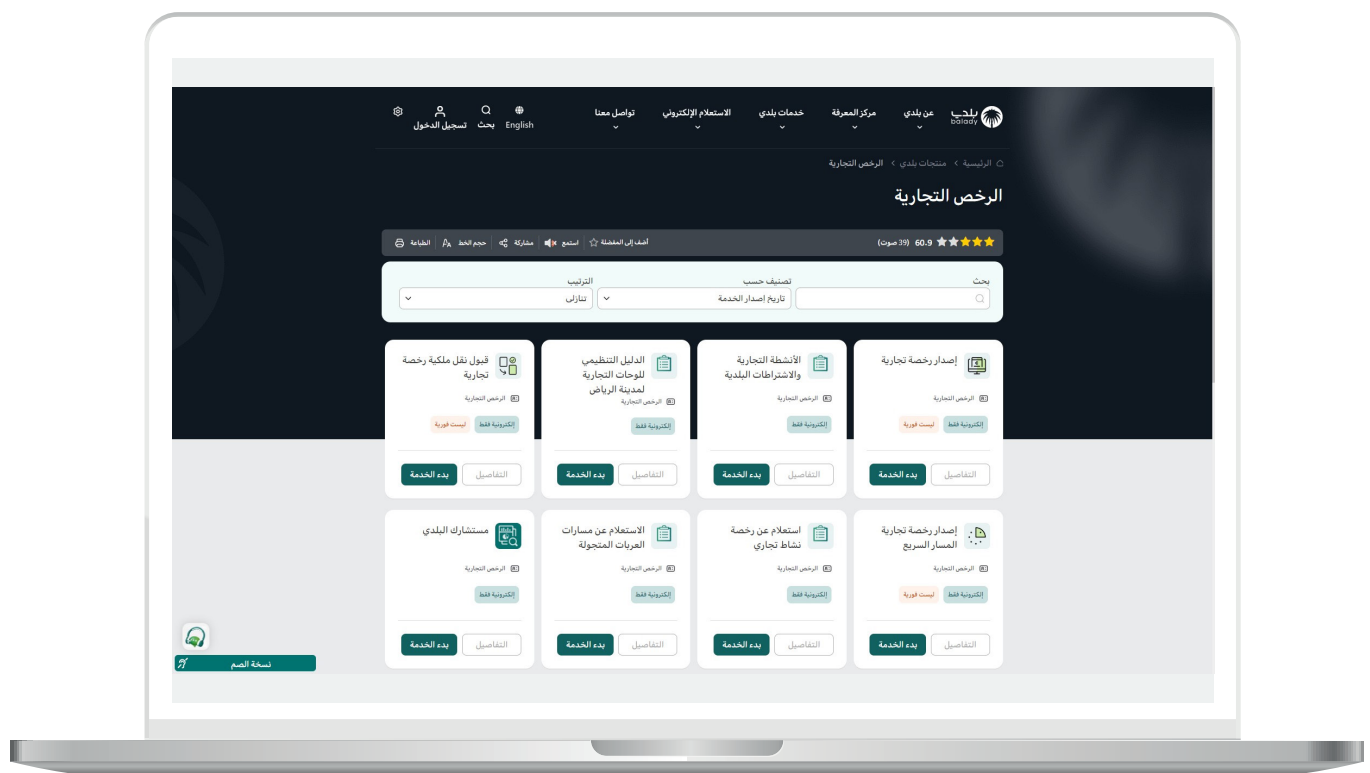 بلدي
balady
عن بلدي
مركز المعرفة
خدمات بلدي
الاستعلام الإلكتروني
تواصل معنا
English
بحث
تسجيل الدخول
الرئيسية > منتجات بلدي > الرخص التجارية
الرخص التجارية
60.9 (39 صوت)
أضف إلى المفضلة
استمع
مشاركة
حجم الخط
الطباعة
بحث
تصنيف حسب
الترتيب
تاريخ إصدار الخدمة
تنازلى
إصدار رخصة تجارية
الرخص التجارية
إلكترونية فقط
ليست فورية
التفاصيل
بدء الخدمة
الأنشطة التجارية
والاشتراطات البلدية
الرخص التجارية
إلكترونية فقط
التفاصيل
بدء الخدمة
الدليل التنظيمي
للوحات التجارية
لمدينة الرياض
الرخص التجارية
إلكترونية فقط
التفاصيل
بدء الخدمة
قبول نقل ملكية رخصة
تجارية
الرخص التجارية
إلكترونية فقط
ليست فورية
التفاصيل
بدء الخدمة
إصدار رخصة تجارية
المسار السريع
الرخص التجارية
إلكترونية فقط
ليست فورية
التفاصيل
بدء الخدمة
استعلام عن رخصة
نشاط تجاري
الرخص التجارية
إلكترونية فقط
التفاصيل
بدء الخدمة
الاستعلام عن مسارات
العربات المتجولة
الرخص التجارية
إلكترونية فقط
التفاصيل
بدء الخدمة
مستشارك البلدي
الرخص التجارية
إلكترونية فقط
التفاصيل
بدء الخدمة
نسخة الصم